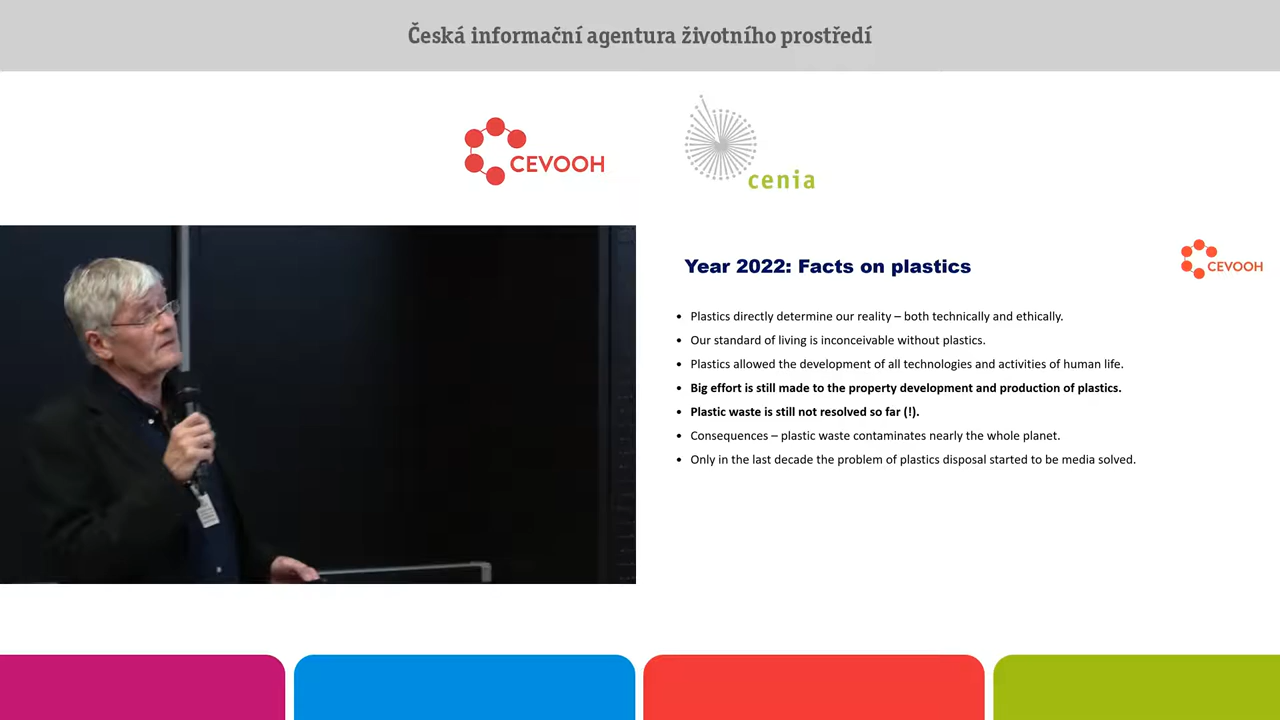 Česká informační agentura životního prostředí
CEVOOH
cenia
Year 2022: Facts on plastics
CEVOOH
• Plastics directly determine our reality – both technically and ethically.
• Our standard of living is inconceivable without plastics.
• Plastics allowed the development of all technologies and activities of human life.
• Big effort is still made to the property development and production of plastics.
• Plastic waste is still not resolved so far (!).
• Consequences – plastic waste contaminates nearly the whole planet.
• Only in the last decade the problem of plastics disposal started to be media solved.